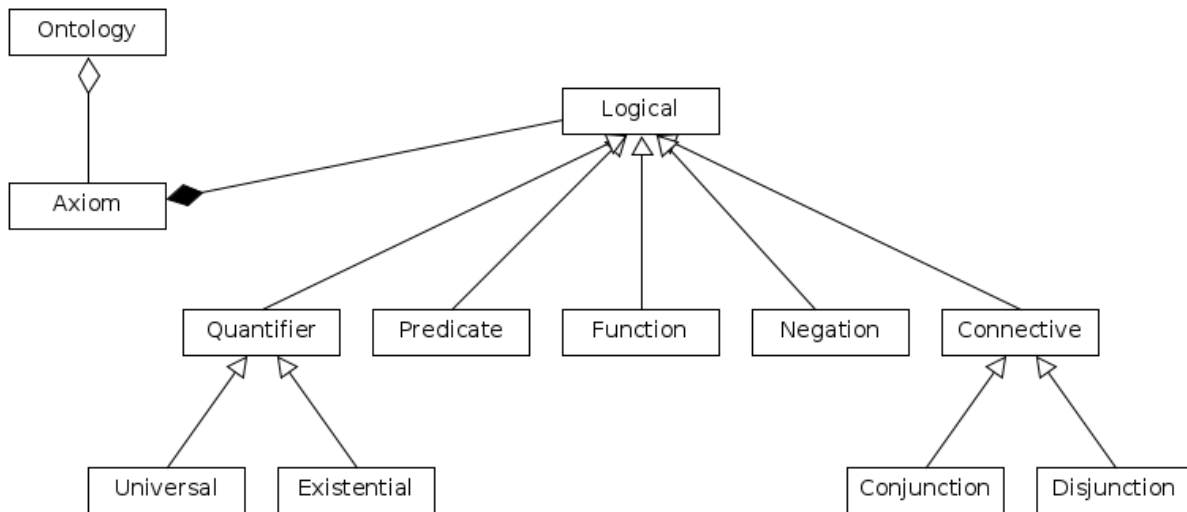 Ontology
Logical
Axiom
Quantifier
Predicate
Function
Negation
Connective
Universal
Existential
Conjunction
Disjunction